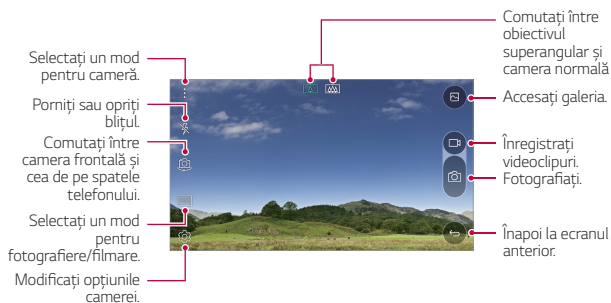 Comutați între
obiectivul
superangular și
camera normală
Selectați un mod
pentru cameră.
Porniți sau opriți
blițul.
Comutați între
camera frontală și
cea de pe spatele
telefonului.
Selectați un mod
pentru
fotografiere/filmare.
Modificați opțiunile
camerei.
Accesați galeria.
Înregistrați
videoclipuri.
Fotografiați.
Înapoi la ecranul
anterior.